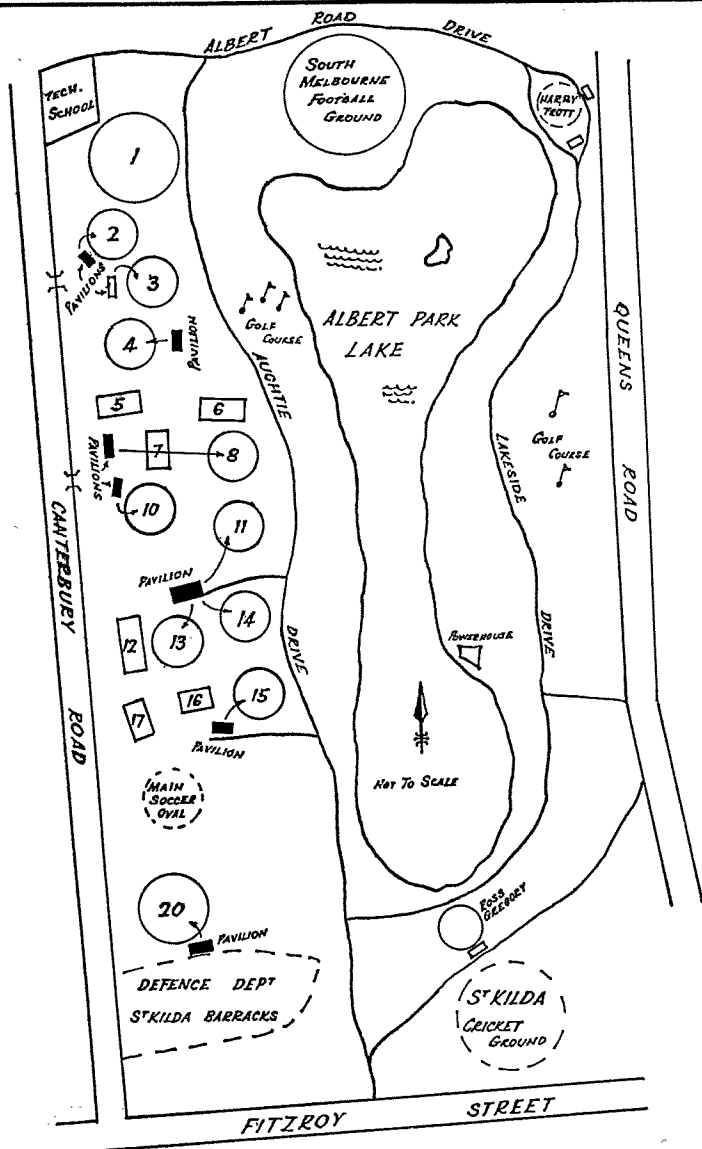 ALBERT ROAD DRIVE
TECH.
SCHOOL
SOUTH
MELBOURNE
FOOTBALL
GROUND
HARRY
TROTT
1
2
PAVILIONS
3
4
PAVILION
GOLF
COURSE
ALBERT PARK
LAKE
QUEENS ROAD
5
6
7
8
PAVILIONS
10
11
AUGHTIE DRIVE
LAKESIDE DRIVE
GOLF
COURSE
CANTERBURY ROAD
PAVILION
12
13
14
POWERHOUSE
15
16
17
PAVILION
NOT TO SCALE
MAIN
SOCCER
OVAL
20
PAVILION
ROSS
GREGORY
DEFENCE DEPT
ST KILDA BARRACKS
ST KILDA
CRICKET
GROUND
FITZROY STREET